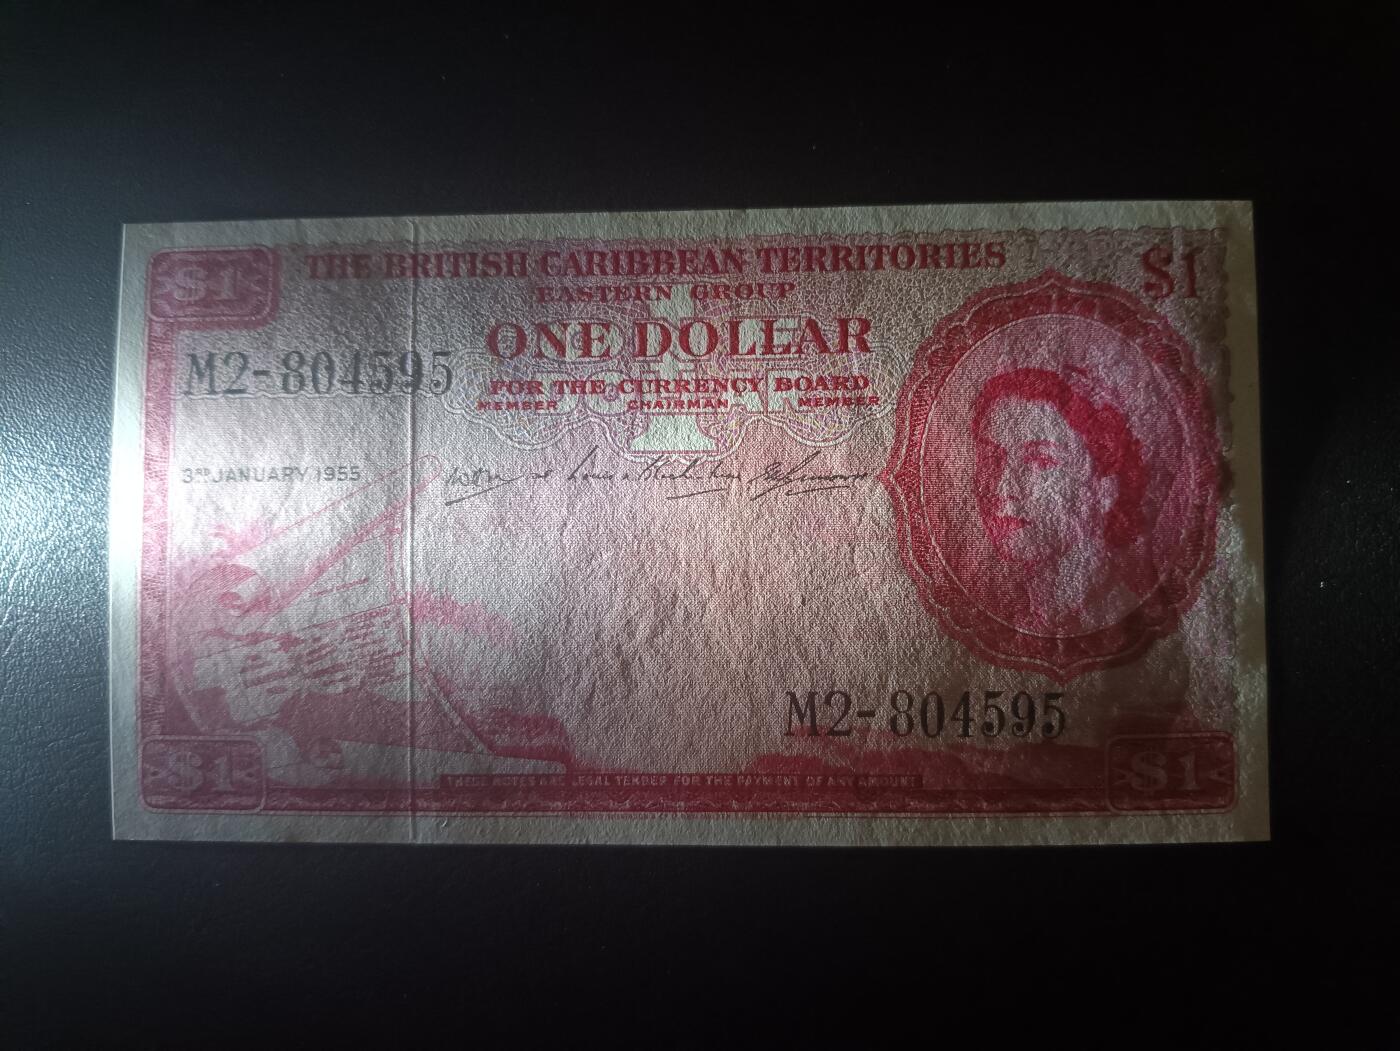 $1
THE BRITISH CARIBBEAN TERRITORIES
$1
EASTERN GROUP
ONE DOLLAR
M2-804595
FOR THE CURRENCY BOARD
MEMBER CHAIRMAN MEMBER
3RD JANUARY 1955
M2-804595
$1
THESE NOTES ARE LEGAL TENDER FOR THE PAYMENT OF ANY AMOUNT
$1